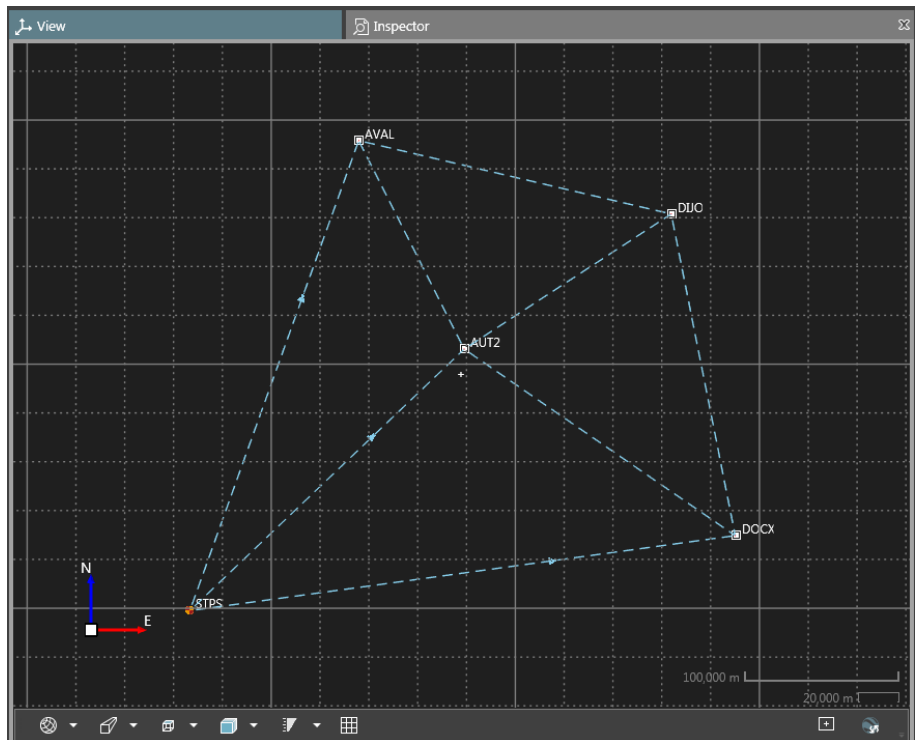 View
Inspector
AVAL
DIJO
AUT2
DOCX
STPS
N
E
100,000 m
20,000 m